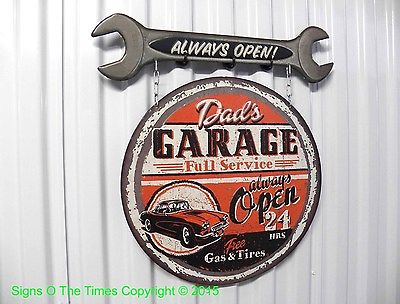 ALWAYS OPEN!
Dad's
GARAGE
Full Service
always
Open
24
HRS
Free
Gas & Tires
Signs O The Times Copyright © 2015